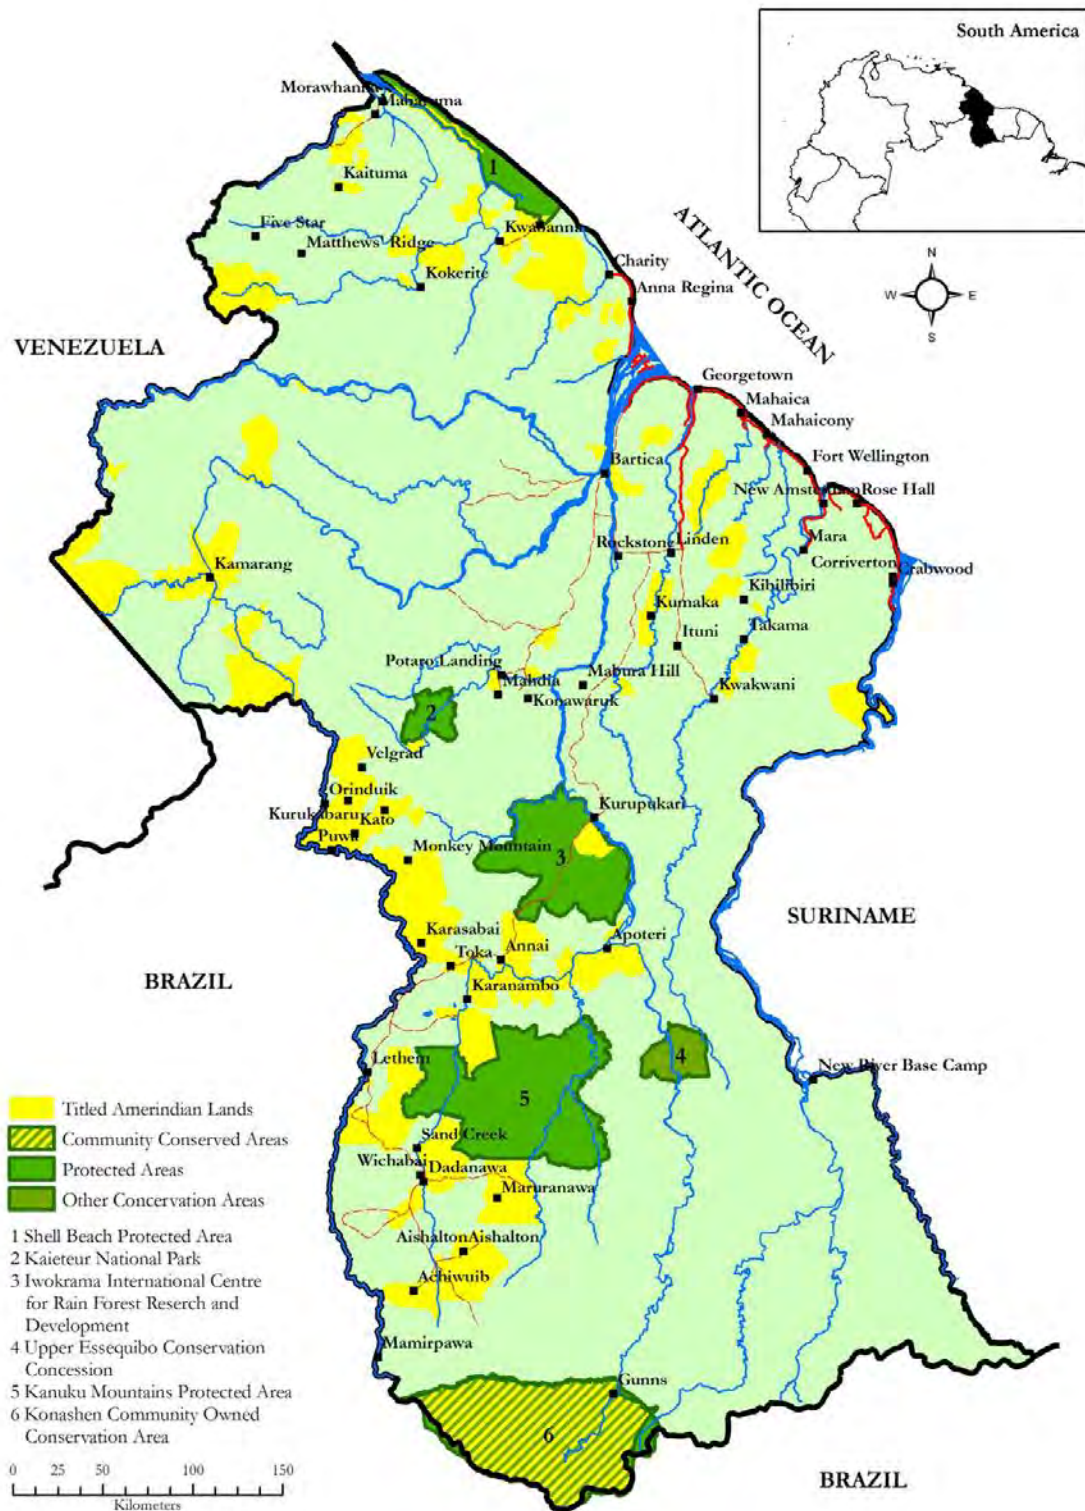 South America
Morawhanna
Mabaruma
1
Kaituma
Five Star
Matthews' Ridge
Kwabanna
Kokerite
Charity
Anna Regina
ATLANTIC OCEAN
N
W
E
S
VENEZUELA
Georgetown
Mahaica
Mahaicony
Bartica
Fort Wellington
New Amsterdam
Rose Hall
Rockstone
Linden
Mara
Corriverton
Crabwood
Kamarang
Kibilibiri
Kumaka
Takama
Ituni
Potaro Landing
Mahdia
Mabura Hill
Konawaruk
Kwakwani
2
Velgrad
Orinduik
Kurukabaru
Kato
Puwa
Kurupukari
Monkey Mountain
3
SURINAME
Karasabai
Toka
Annai
Apoteri
BRAZIL
Karanambo
4
Lethem
New River Base Camp
5
Titled Amerindian Lands
Community Conserved Areas
Protected Areas
Other Concervation Areas
Sand Creek
Wichabai
Dadanawa
Maruranawa
Aishalton
Aishalton
Achiwuib
Mamirpawa
Gunns
6
1 Shell Beach Protected Area
2 Kaieteur National Park
3 Iwokrama International Centre
for Rain Forest Reserch and
Development
4 Upper Essequibo Conservation
Concession
5 Kanuku Mountains Protected Area
6 Konashen Community Owned
Conservation Area
0 25 50 100 150
Kilometers
BRAZIL